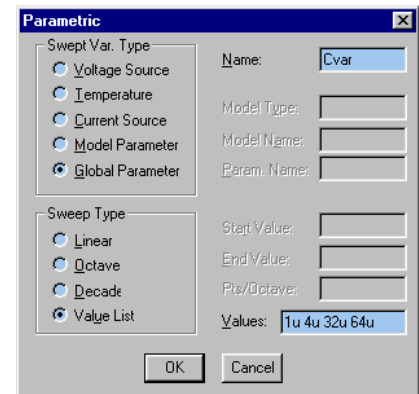 Parametric
Swept Var. Type
Voltage Source
Temperature
Current Source
Model Parameter
Global Parameter
Name: Cvar
Model Type:
Model Name:
Param. Name:
Sweep Type
Linear
Octave
Decade
Value List
Start Value:
End Value:
Pts/Octave:
Values: 1u 4u 32u 64u
OK Cancel